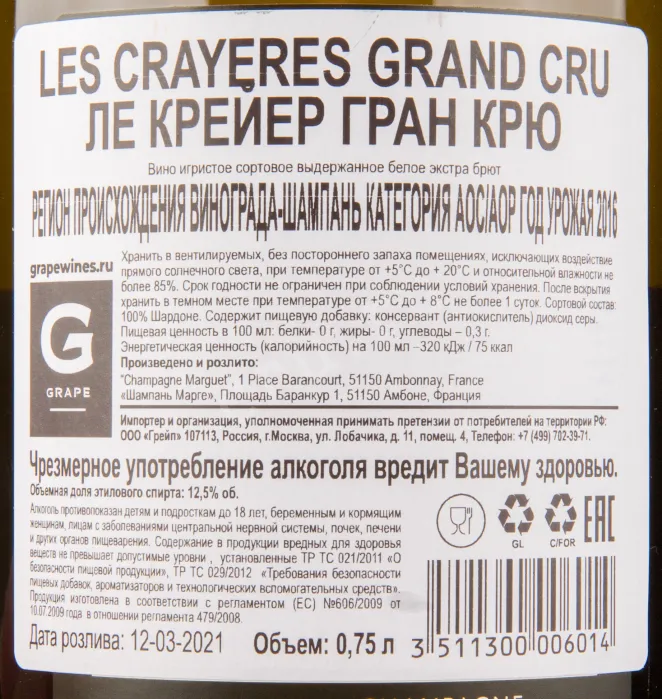 LES CRAYERES GRAND CRU
ЛЕ КРЕЙЕР ГРАН КРЮ
Вино игристое сортовое выдержанное белое экстра брют
РЕГИОН ПРОИСХОЖДЕНИЯ ВИНОГРАДА-ШАМПАНЬ КАТЕГОРИЯ AOC/AOP ГОД УРОЖАЯ 2016
grapewines.ru
G
GRAPE
Хранить в вентилируемых, без постороннего запаха помещениях, исключающих воздействие
прямого солнечного света, при температуре от +5°C до + 20°C и относительной влажности не
более 85%. Срок годности не ограничен при соблюдении условий хранения. После вскрытия
хранить в темном месте при температуре от +5°C до + 8°C не более 1 суток. Сортовой состав:
100% Шардоне. Содержит пищевую добавку: консервант (антиокислитель) диоксид серы.
Пищевая ценность в 100 мл: белки- 0 г, жиры- 0 г, углеводы – 0,3 г.
Энергетическая ценность (калорийность) на 100 мл –320 кДж / 75 ккал
Произведено и розлито:
"Champagne Marguet", 1 Place Barancourt, 51150 Ambonnay, France
«Шампань Марге», Площадь Баранкур 1, 51150 Амбоне, Франция
Импортер и организация, уполномоченная принимать претензии от потребителей на территории РФ:
ООО «Грейп» 107113, Россия, г.Москва, ул. Лобачика, д. 11, помещ. 4, Телефон: +7 (499) 702-39-71.
Чрезмерное употребление алкоголя вредит Вашему здоровью.
Объемная доля этилового спирта: 12,5% об.
Алкоголь противопоказан детям и подросткам до 18 лет, беременным и кормящим
женщинам, лицам с заболеваниями центральной нервной системы, почек, печени
и других органов пищеварения. Содержание в продукции вредных для здоровья
веществ не превышает допустимые уровни , установленные ТР ТС 021/2011 «О
безопасности пищевой продукции», ТР ТС 029/2012 «Требования безопасности
пищевых добавок, ароматизаторов и технологических вспомогательных средств».
Продукция изготовлена в соответствии с регламентом (ЕС) №606/2009 от
10.07.2009 года в отношении регламента 479/2008.
GL
C/FOR
EAC
Дата розлива: 12-03-2021 Объем: 0,75 л
3 511300 006014
CHAMPAGNE